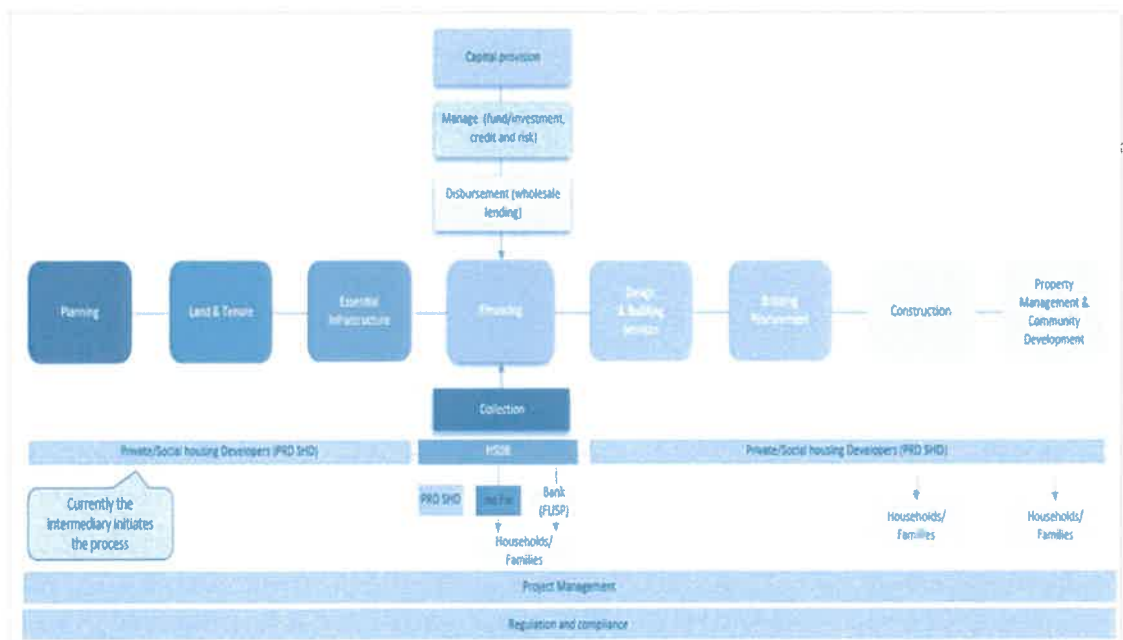 Capital provision
Manage (fund/investment,
credit and risk)
Disbursement (wholesale
lending)
Planning
Land & Tenure
Essential
Infrastructure
Financing
Design
& Building
Services
Building
Procurement
Construction
Property
Management &
Community
Development
Collection
Private/Social housing Developers (PRD SHD)
HSDB
Private/Social housing Developers (PRD SHD)
Currently the
intermediary initiates
the process
PRD SHD
Bank
(FI/SP)
Households/
Families
Households/
Families
Households/
Families
Project Management
Regulation and compliance